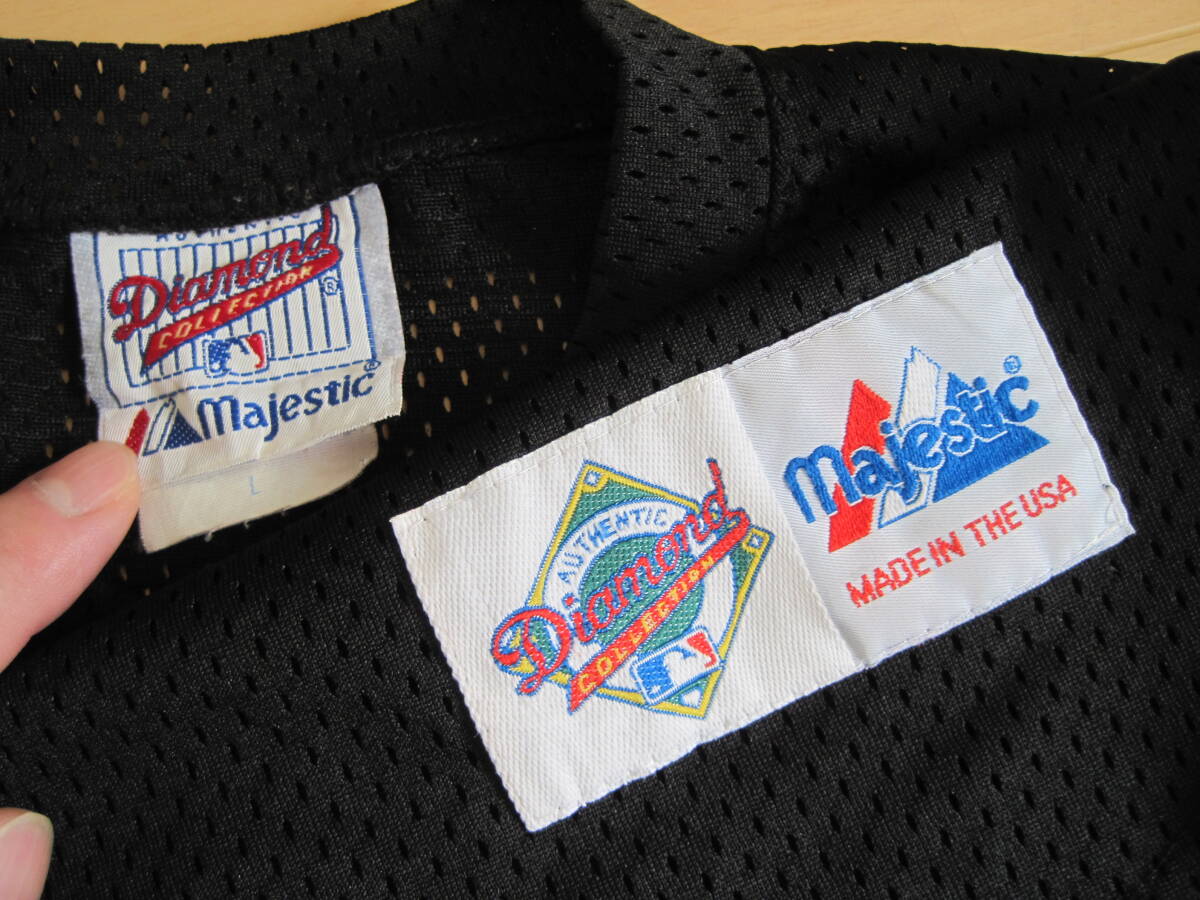 AUTHENTIC
Diamond
COLLECTION
®
Majestic®
L
AUTHENTIC
Diamond
COLLECTION
Majestic®
MADE IN THE USA